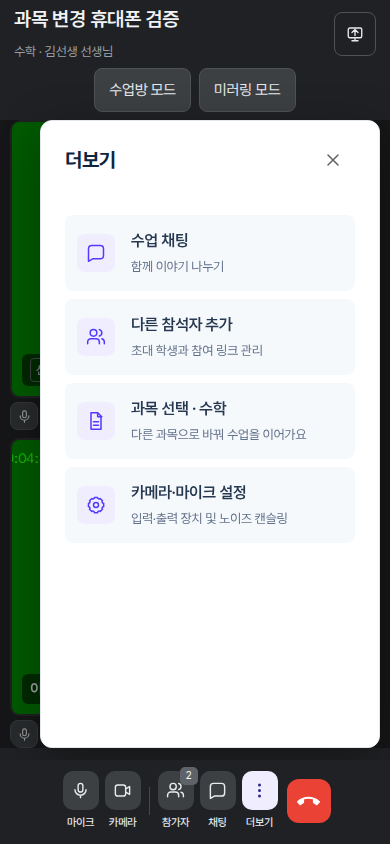 과목 변경 휴대폰 검증
수학 · 김선생 선생님
수업방 모드
미러링 모드
더보기
수업 채팅
함께 이야기 나누기
다른 참석자 추가
초대 학생과 참여 링크 관리
과목 선택 · 수학
다른 과목으로 바꿔 수업을 이어가요
카메라·마이크 설정
입력·출력 장치 및 노이즈 캔슬링
:04:
0
2
마이크
카메라
참가자
채팅
더보기